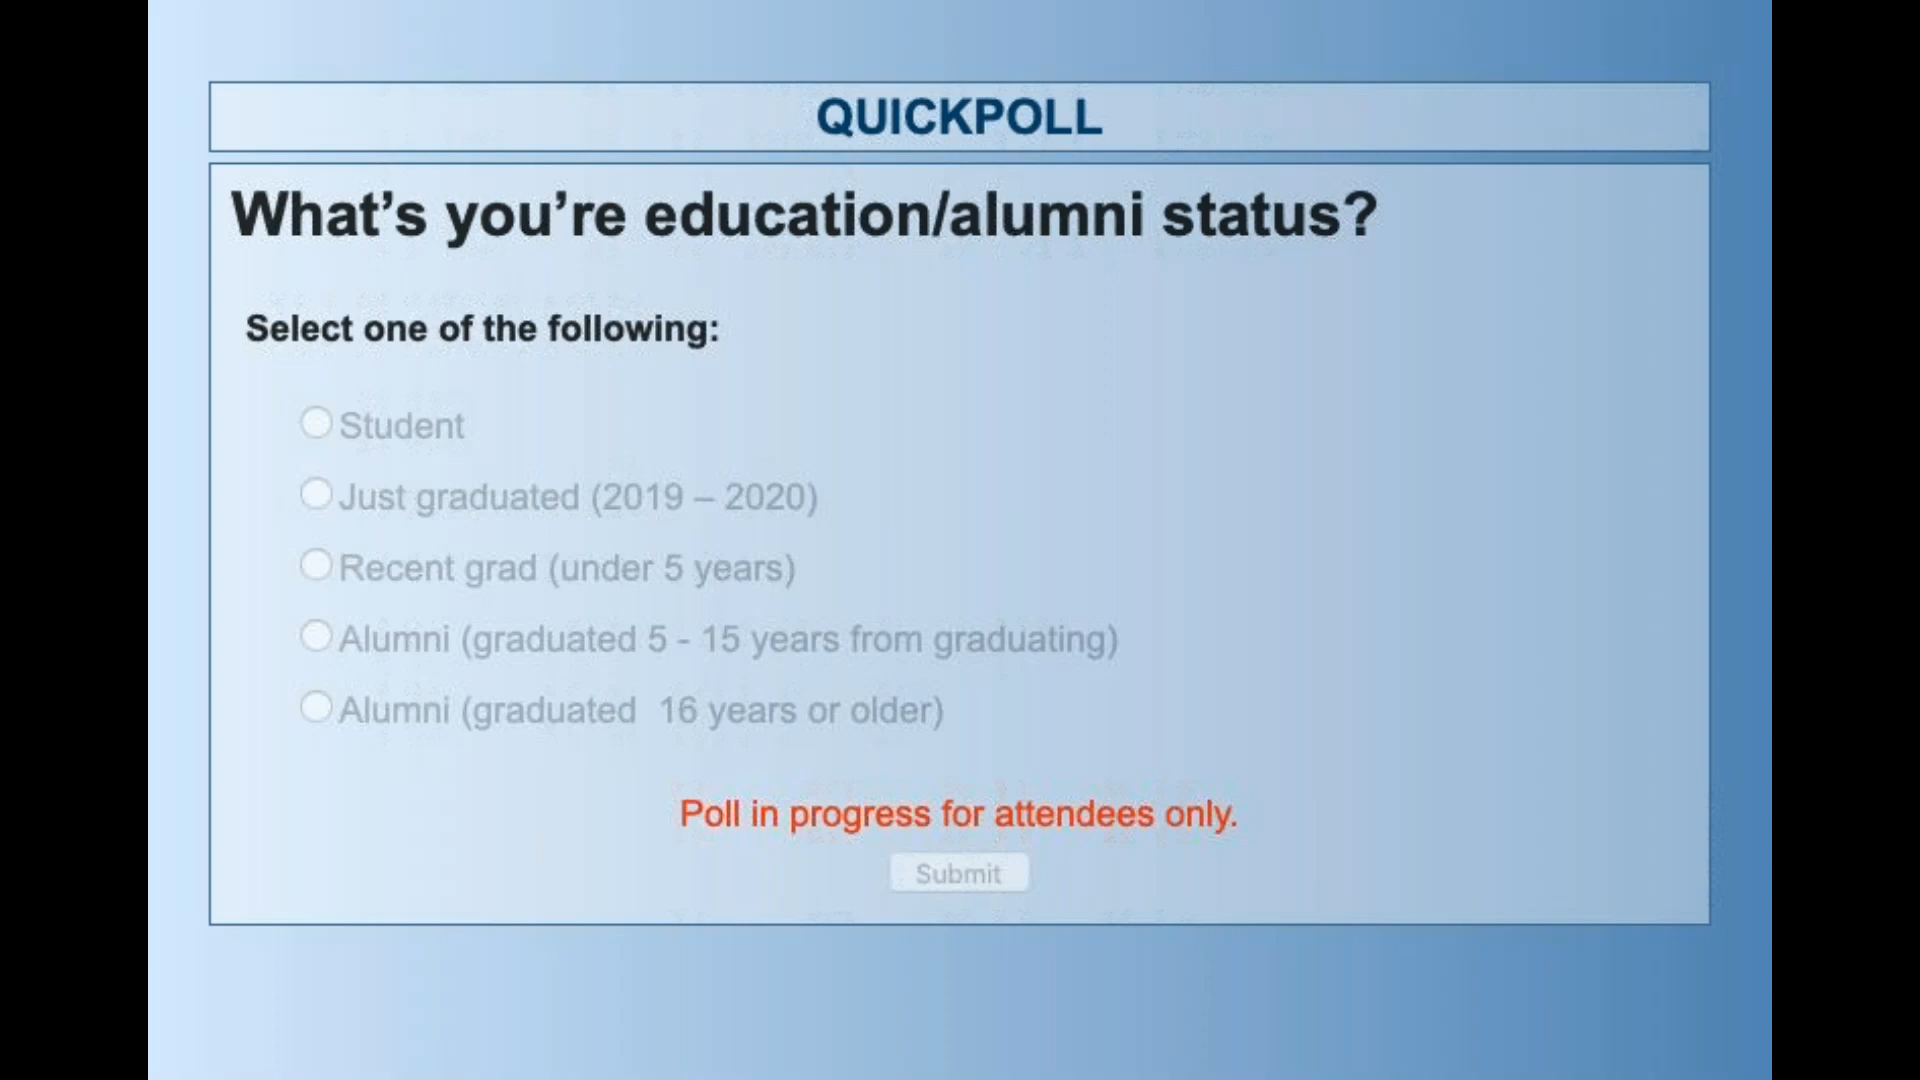 QUICKPOLL
What’s you’re education/alumni status?
Select one of the following:
Student
Just graduated (2019 – 2020)
Recent grad (under 5 years)
Alumni (graduated 5 - 15 years from graduating)
Alumni (graduated  16 years or older)
Poll in progress for attendees only.
Submit